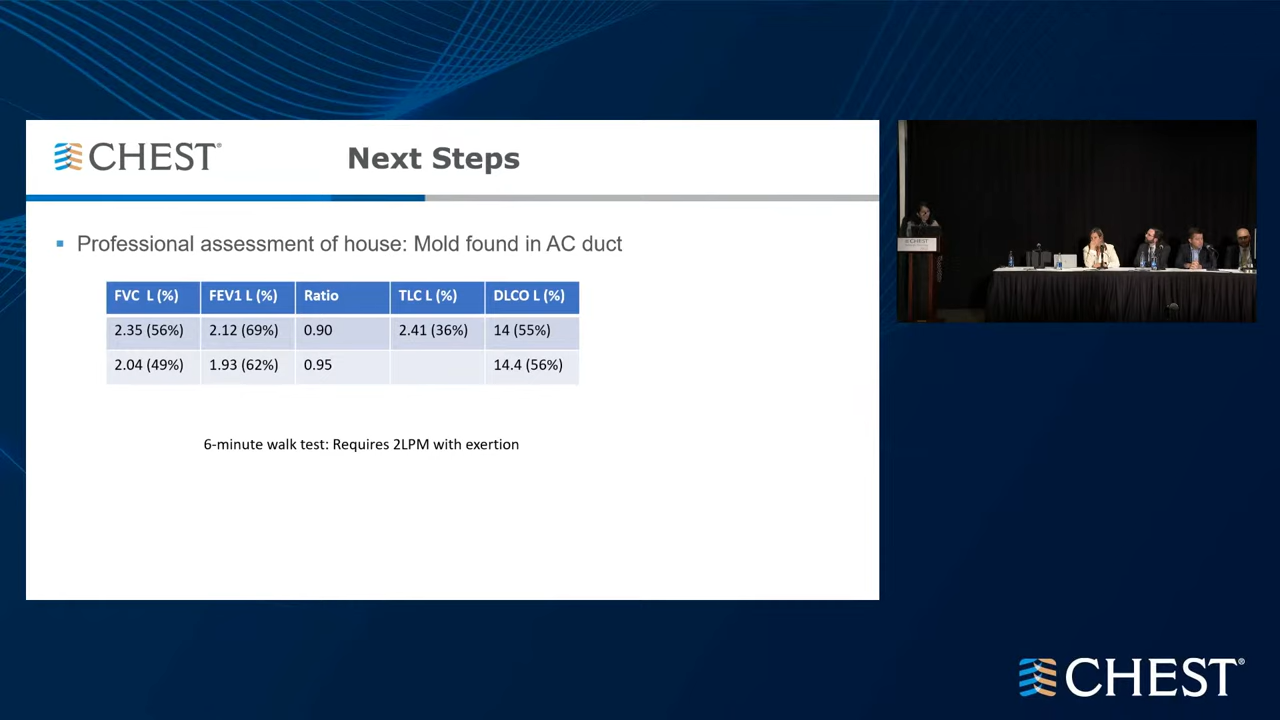 CHEST®
Next Steps
▪ Professional assessment of house: Mold found in AC duct
FVC L (%) FEV1 L (%) Ratio TLC L (%) DLCO L (%)
2.35 (56%) 2.12 (69%) 0.90 2.41 (36%) 14 (55%)
2.04 (49%) 1.93 (62%) 0.95 14.4 (56%)
6-minute walk test: Requires 2LPM with exertion
CHEST
CHEST®